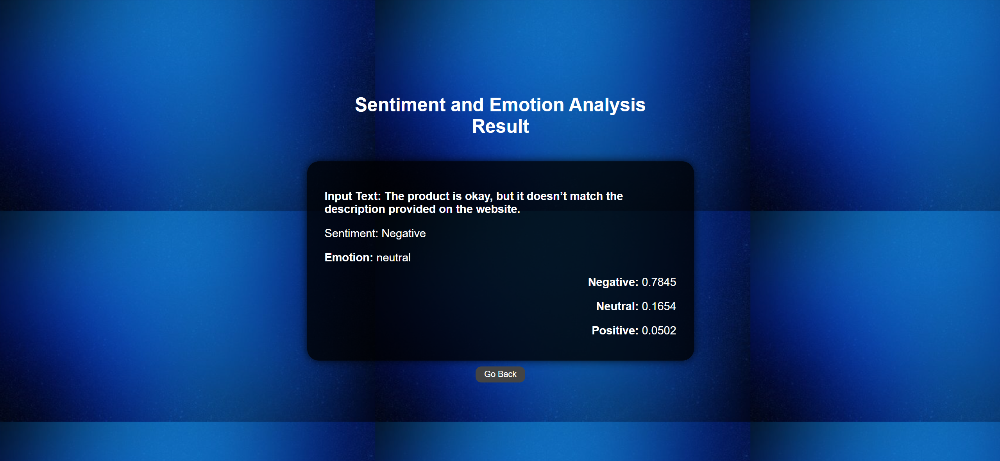 Sentiment and Emotion Analysis
Result
Input Text: The product is okay, but it doesn’t match the
description provided on the website.
Sentiment: Negative
Emotion: neutral
Negative: 0.7845
Neutral: 0.1654
Positive: 0.0502
Go Back